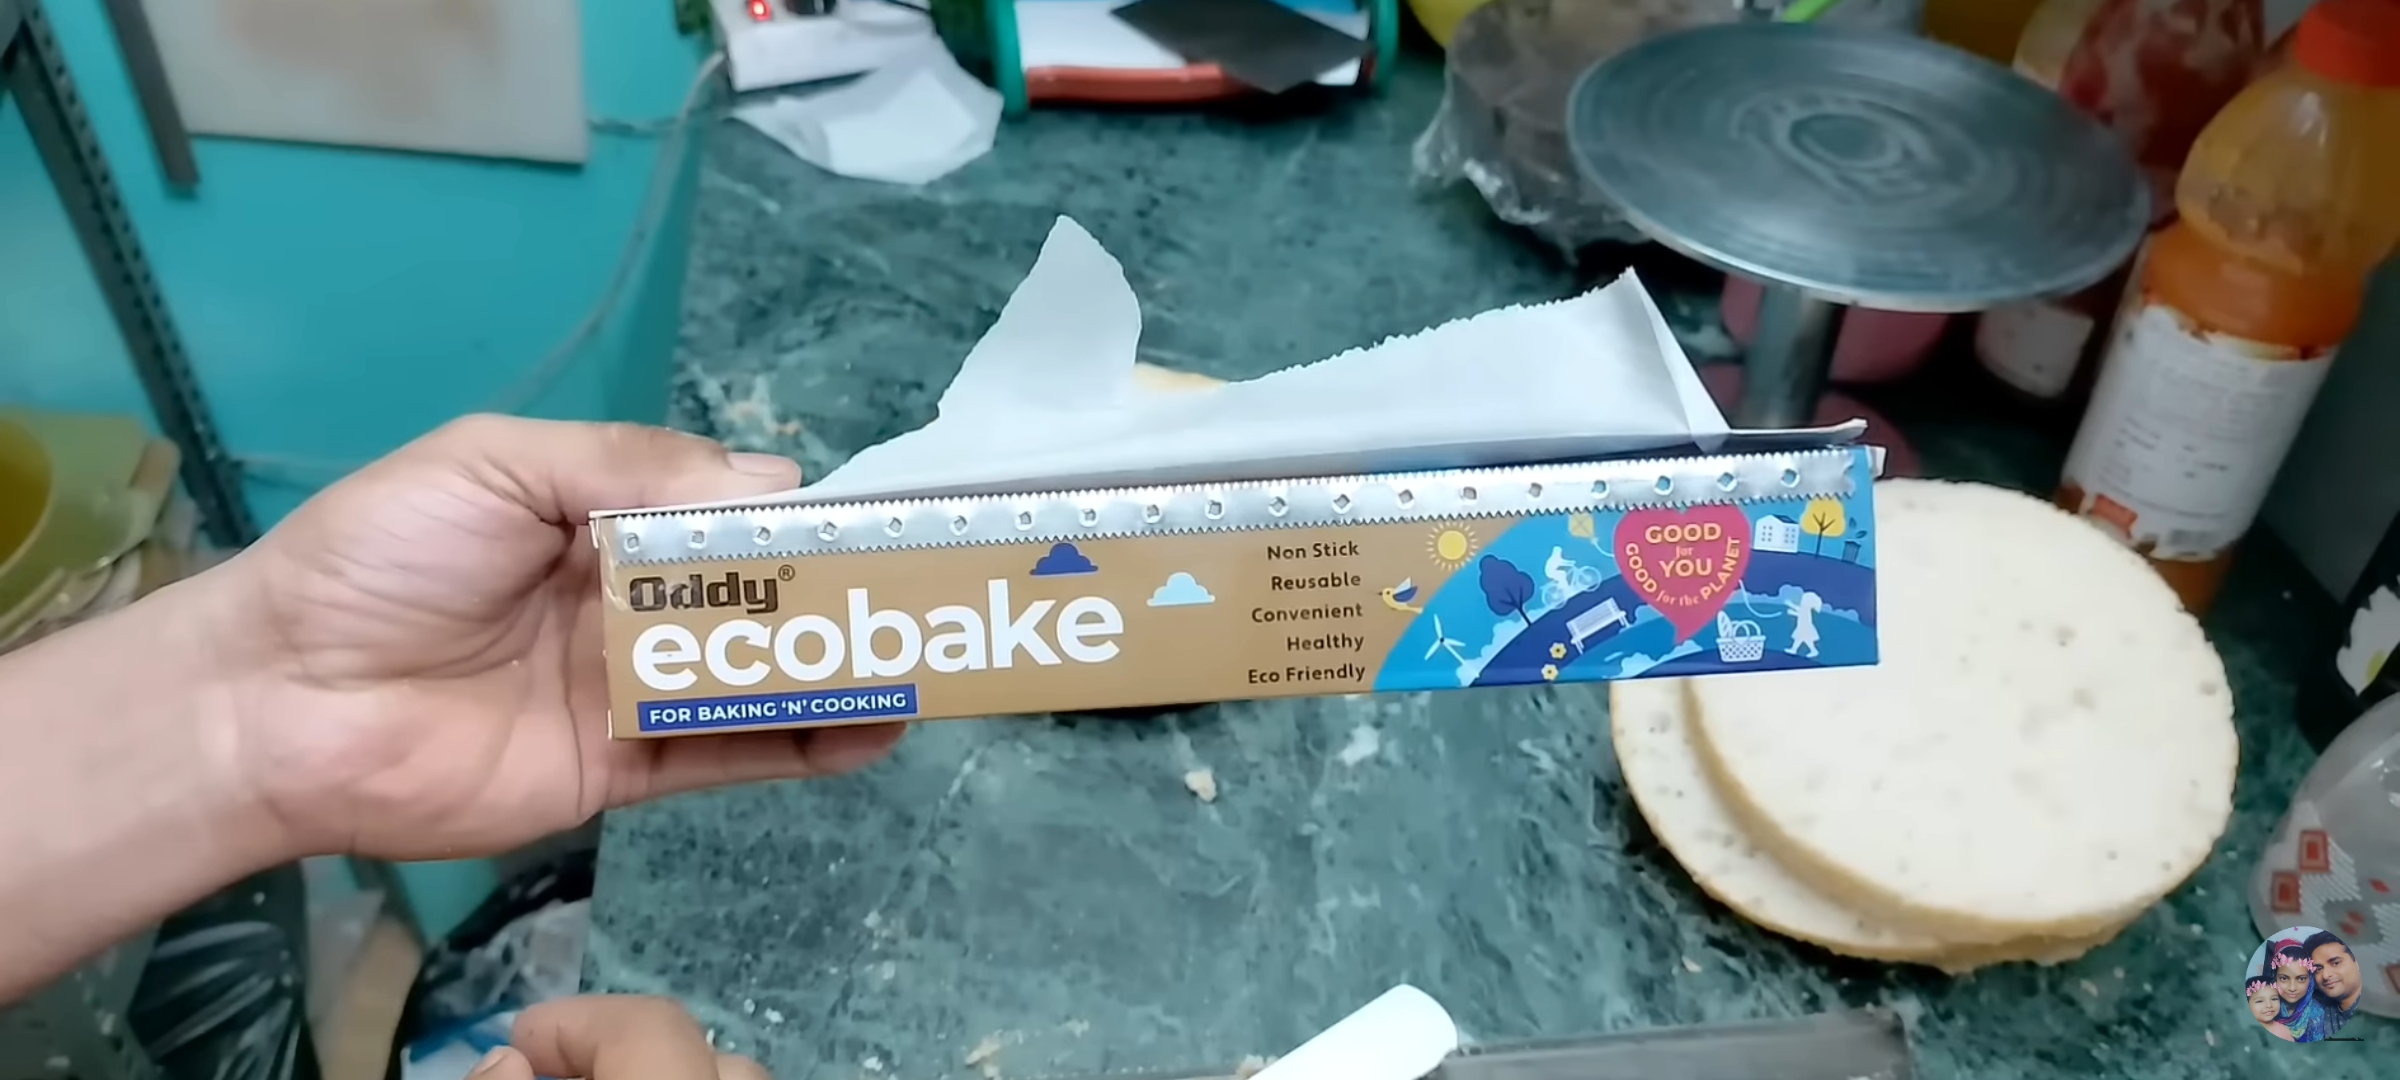 Oddy®
ecobake
FOR BAKING 'N' COOKING
Non Stick
Reusable
Convenient
Healthy
Eco Friendly
GOOD
for
YOU
GOOD for the PLANET